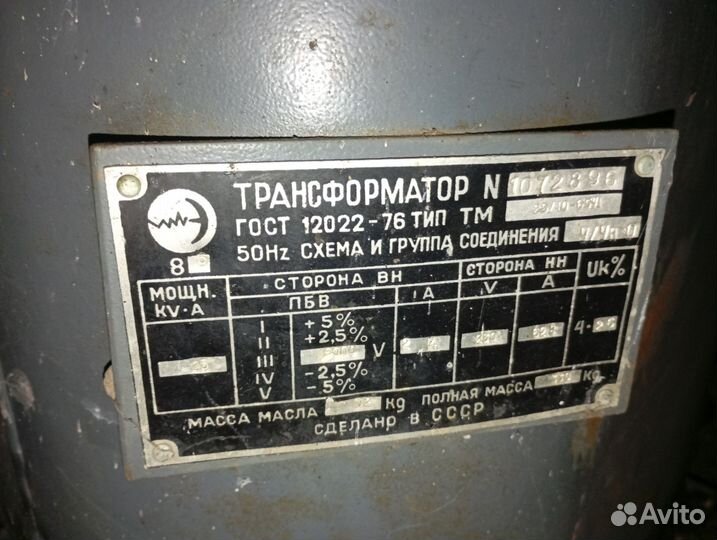 ТРАНСФОРМАТОР N 1072896
ГОСТ 12022-76 ТИП ТМ
50Hz СХЕМА И ГРУППА СОЕДИНЕНИЯ
8
МОЩН. KV·A
СТОРОНА ВН
СТОРОНА НН
Uk%
ПБВ
A
V
A
I +5%
II +2,5%
III V
IV -2,5%
V -5%
МАССА МАСЛА Kg ПОЛНАЯ МАССА Kg
СДЕЛАНО В СССР
Avito